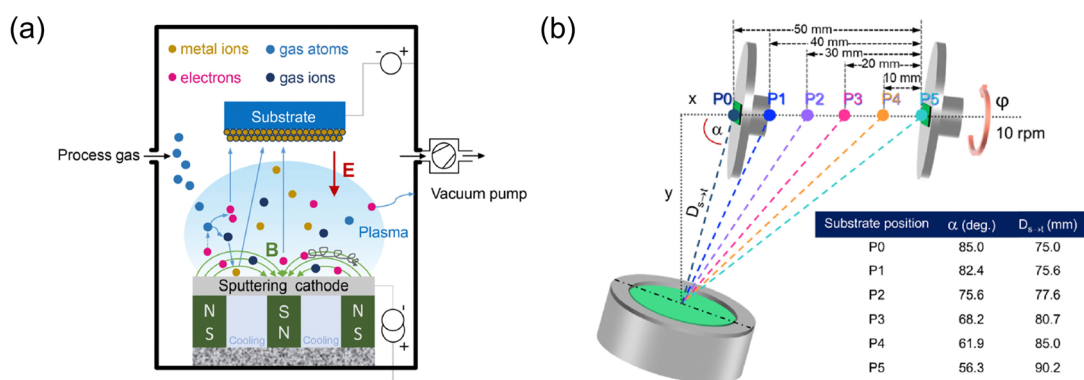 (a)
metal ions
gas atoms
electrons
gas ions
Substrate
- +
Process gas
E
Vacuum pump
Plasma
B
Sputtering cathode
N S N
S N S
Cooling Cooling
-
+
(b)
50 mm
40 mm
30 mm
20 mm
10 mm
x P0 P1 P2 P3 P4 P5 φ
α
10 rpm
y
Ds→t
Substrate position α (deg.) Ds→t (mm)
P0 85.0 75.0
P1 82.4 75.6
P2 75.6 77.6
P3 68.2 80.7
P4 61.9 85.0
P5 56.3 90.2